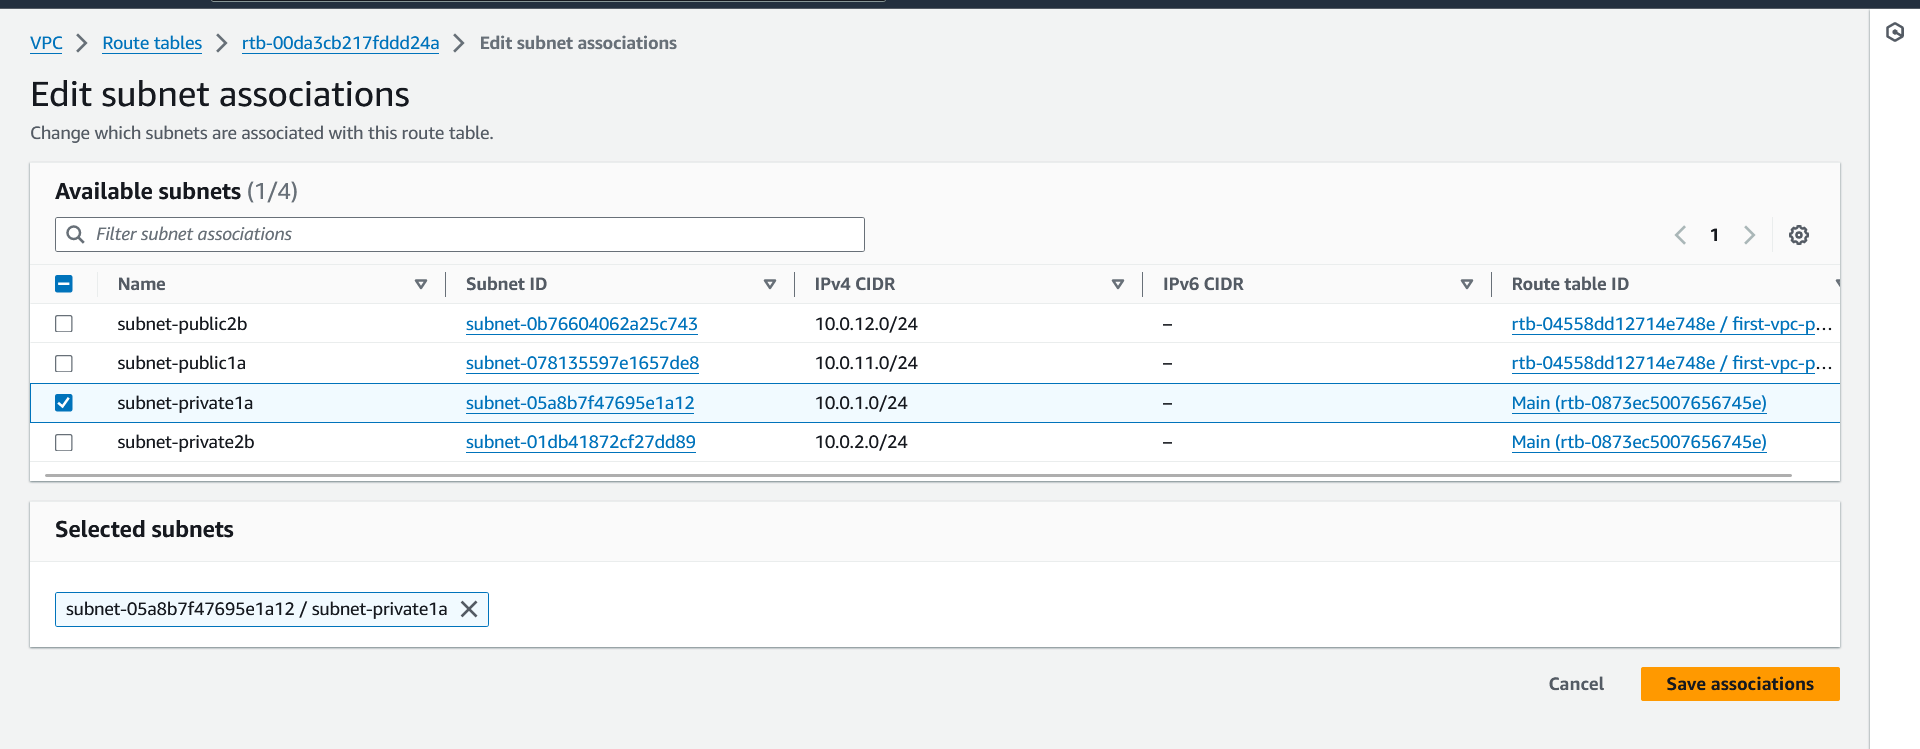 VPC > Route tables > rtb-00da3cb217fddd24a > Edit subnet associations
Edit subnet associations
Change which subnets are associated with this route table.
Available subnets (1/4)
Filter subnet associations
1
Name Subnet ID IPv4 CIDR IPv6 CIDR Route table ID
subnet-public2b subnet-0b76604062a25c743 10.0.12.0/24 – rtb-04558dd12714e748e / first-vpc-p...
subnet-public1a subnet-078135597e1657de8 10.0.11.0/24 – rtb-04558dd12714e748e / first-vpc-p...
subnet-private1a subnet-05a8b7f47695e1a12 10.0.1.0/24 – Main (rtb-0873ec5007656745e)
subnet-private2b subnet-01db41872cf27dd89 10.0.2.0/24 – Main (rtb-0873ec5007656745e)
Selected subnets
subnet-05a8b7f47695e1a12 / subnet-private1a
Cancel Save associations